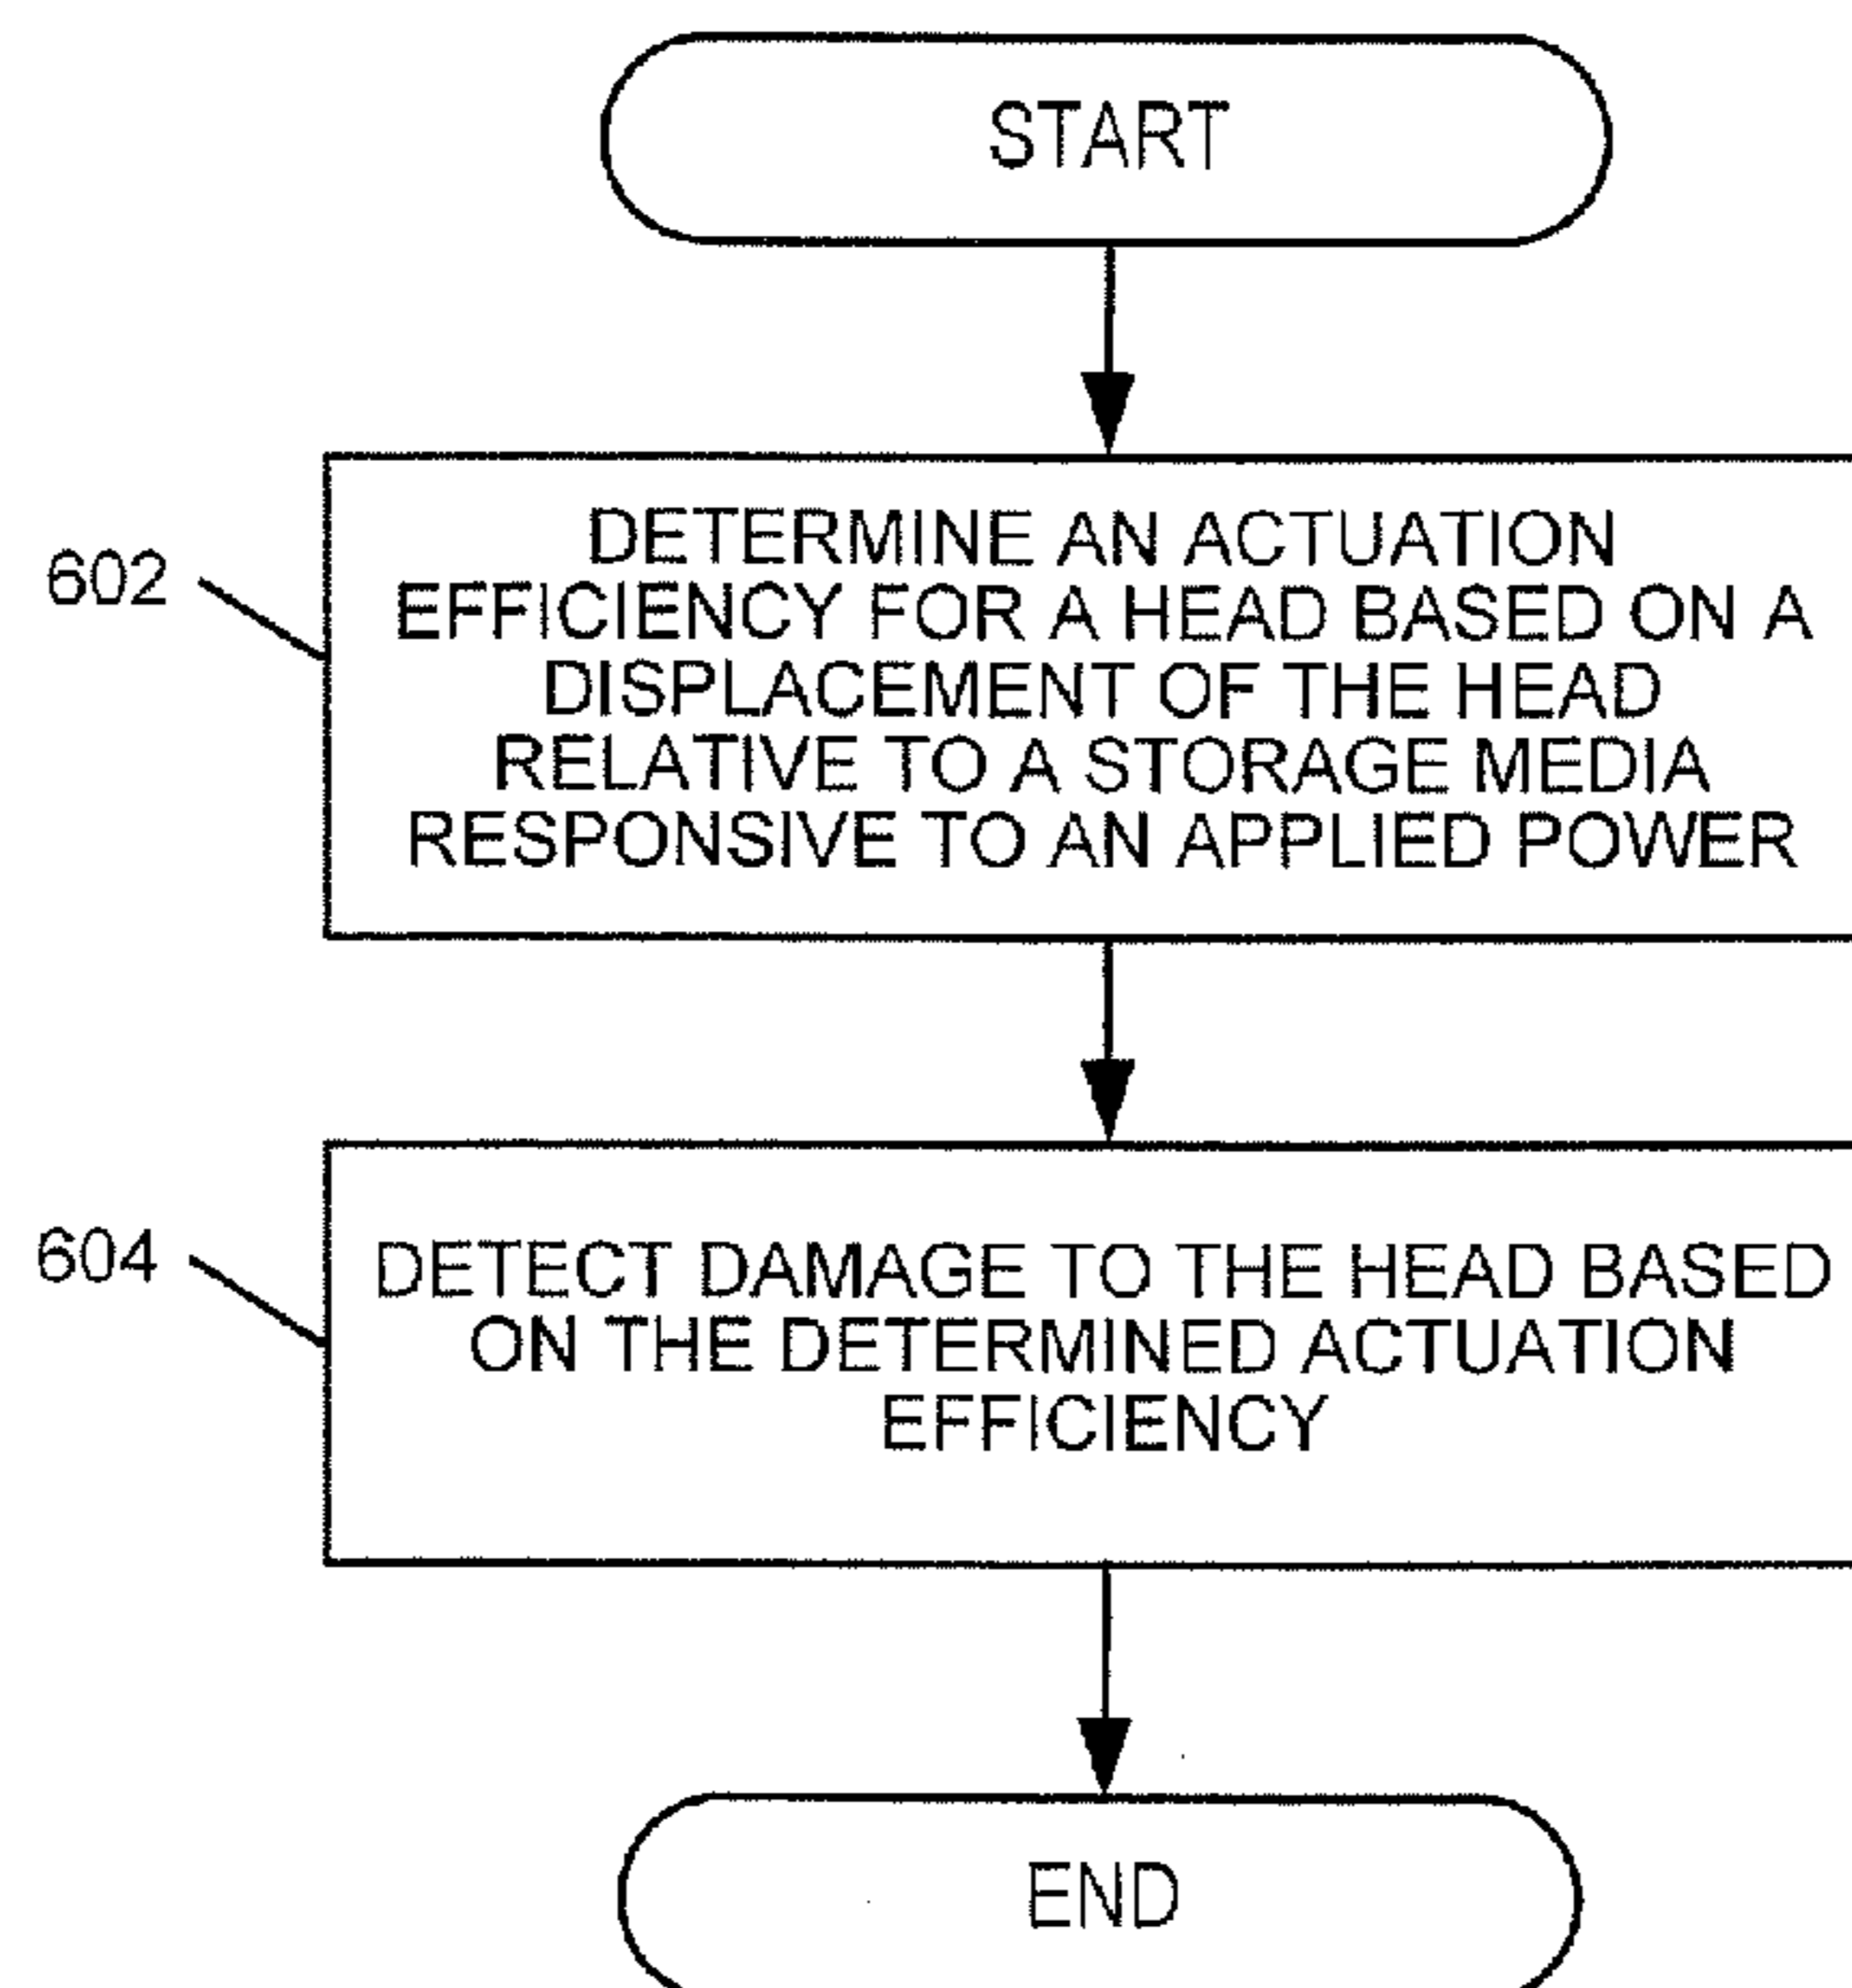 START
602
DETERMINE AN ACTUATION
EFFICIENCY FOR A HEAD BASED ON A
DISPLACEMENT OF THE HEAD
RELATIVE TO A STORAGE MEDIA
RESPONSIVE TO AN APPLIED POWER
604
DETECT DAMAGE TO THE HEAD BASED
ON THE DETERMINED ACTUATION
EFFICIENCY
END